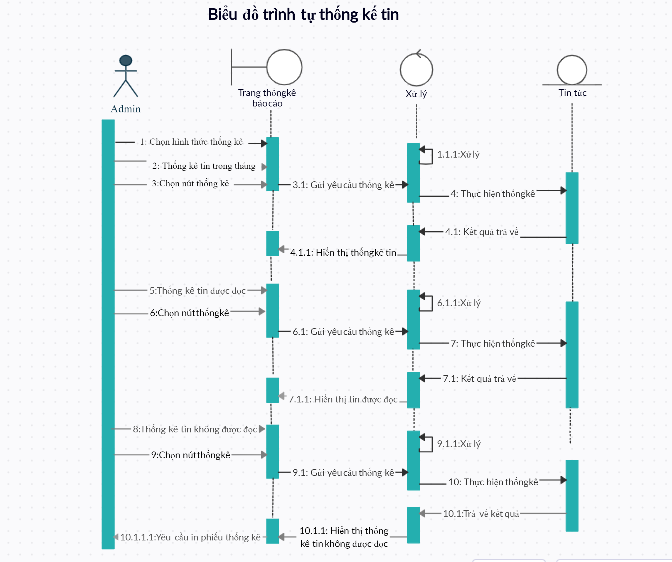 Biểu đồ trình tự thống kế tin
Admin
Trang thốngkê
báo cáo
Xử lý
Tin tức
1: Chọn hình thức thống kê
2: Thống kê tin trong tháng
3:Chọn nút thống kê
1.1.1:Xử lý
3.1: Gửi yêu cầu thống kê
4: Thực hiện thốngkê
4.1: Kết quả trả về
4.1.1: Hiển thị thốngkê tin
5:Thống kê tin được đọc
6:Chọn nút thốngkê
6.1.1:Xử lý
6.1: Gửi yêu cầu thống kê
7: Thực hiện thốngkê
7.1: Kết quả trả về
7.1.1: Hiển thị tin được đọc
8:Thống kê tin không được đọc
9:Chọn nút thốngkê
9.1.1:Xử lý
9.1: Gửi yêu cầu thống kê
10: Thực hiện thốngkê
10.1:Trả về kết quả
10.1.1: Hiển thị thống
kê tin không được đọc
10.1.1.1:Yêu cầu in phiếu thống kê